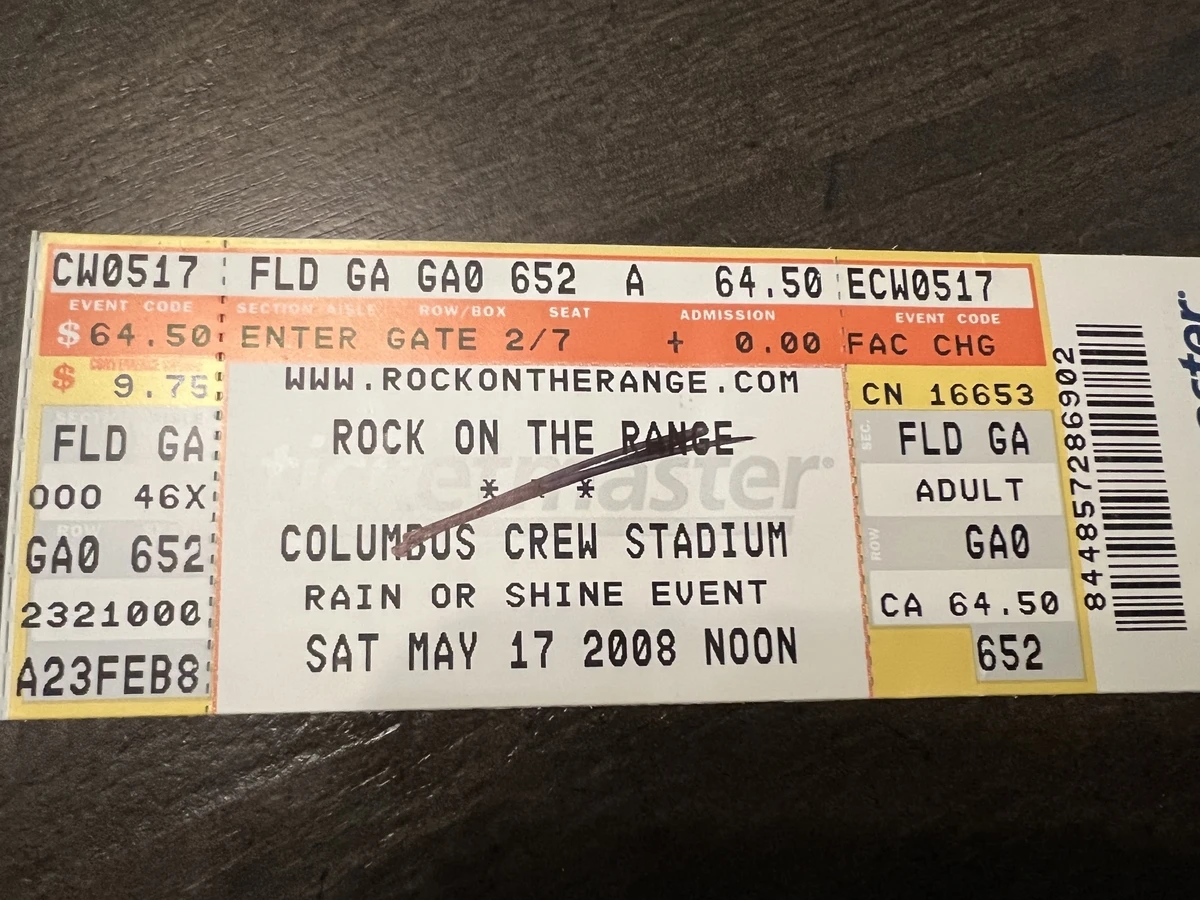 CW0517 FLD GA GA0 652 A 64.50 ECW0517
EVENT CODE SECTION/AISLE ROW/BOX SEAT ADMISSION EVENT CODE
$ 64.50 ENTER GATE 2/7 + 0.00 FAC CHG
$ 9.75 WWW.ROCKONTHERANGE.COM CN 16653
FLD GA ROCK ON THE RANGE SEC. FLD GA
ticketmaster
000 46X * * * ADULT
ROW
GA0 652 COLUMBUS CREW STADIUM ROW GA0
2321000 RAIN OR SHINE EVENT CA 64.50
A23FEB8 SAT MAY 17 2008 NOON 652
844857286902